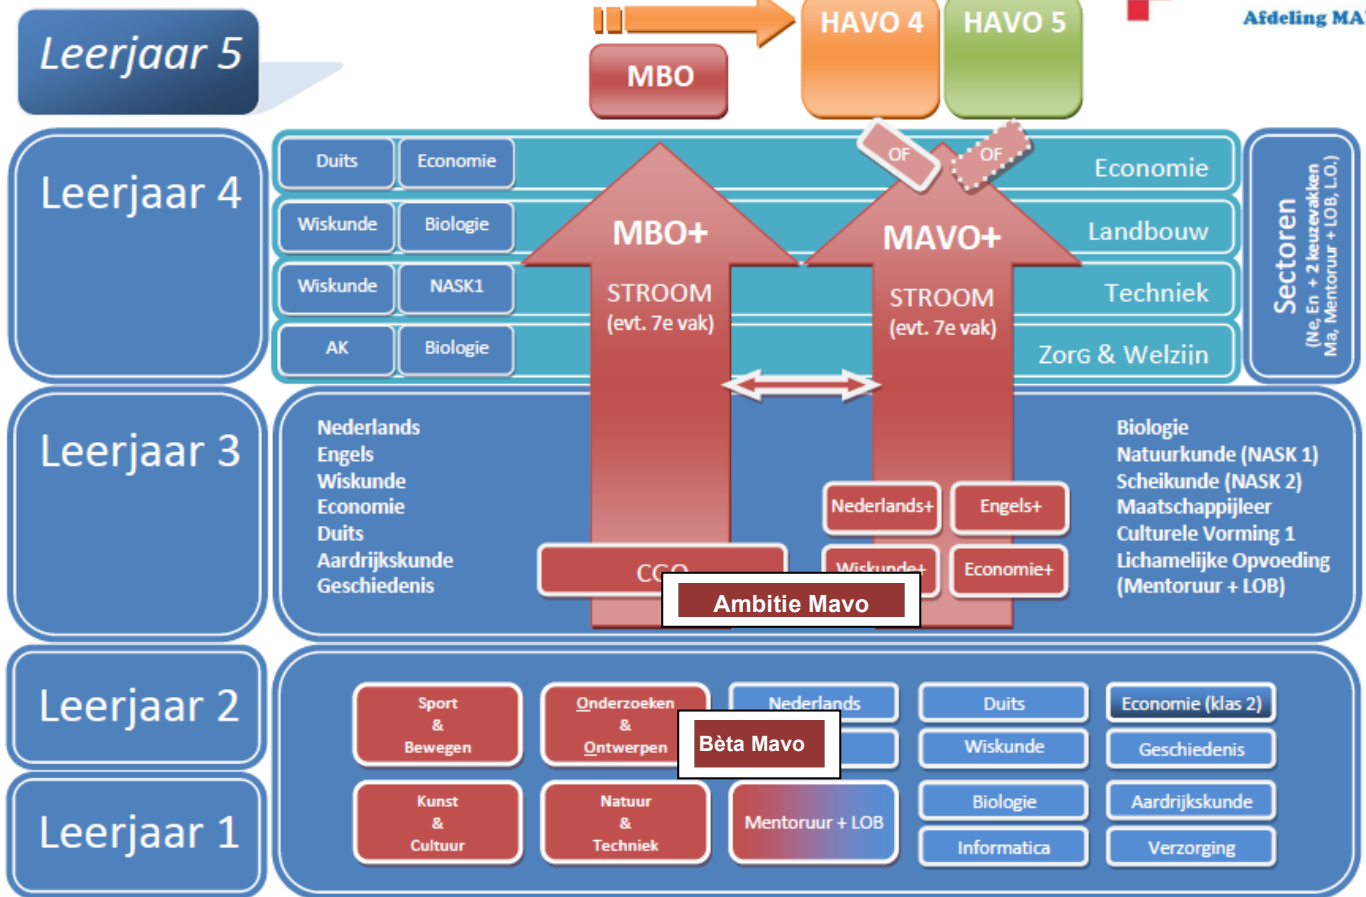 Leerjaar 5
MBO
HAVO 4
HAVO 5
Afdeling MA
Leerjaar 4
Duits
Economie
Economie
Wiskunde
Biologie
Landbouw
Wiskunde
NASK1
Techniek
AK
Biologie
Zorg & Welzijn
MBO+
STROOM
(evt. 7e vak)
OF
OF
MAVO+
STROOM
(evt. 7e vak)
Sectoren
(Ne, En + 2 keuzevakken
Ma, Mentoruur + LOB, L.O.)
Leerjaar 3
Nederlands
Engels
Wiskunde
Economie
Duits
Aardrijkskunde
Geschiedenis
Nederlands+
Engels+
Wiskunde+
Economie+
Ambitie Mavo
Biologie
Natuurkunde (NASK 1)
Scheikunde (NASK 2)
Maatschappijleer
Culturele Vorming 1
Lichamelijke Opvoeding
(Mentoruur + LOB)
Leerjaar 2
Sport
&
Bewegen
Onderzoeken
&
Ontwerpen
Nederlands
Duits
Economie (klas 2)
Bèta Mavo
Wiskunde
Geschiedenis
Leerjaar 1
Kunst
&
Cultuur
Natuur
&
Techniek
Mentoruur + LOB
Biologie
Aardrijkskunde
Informatica
Verzorging